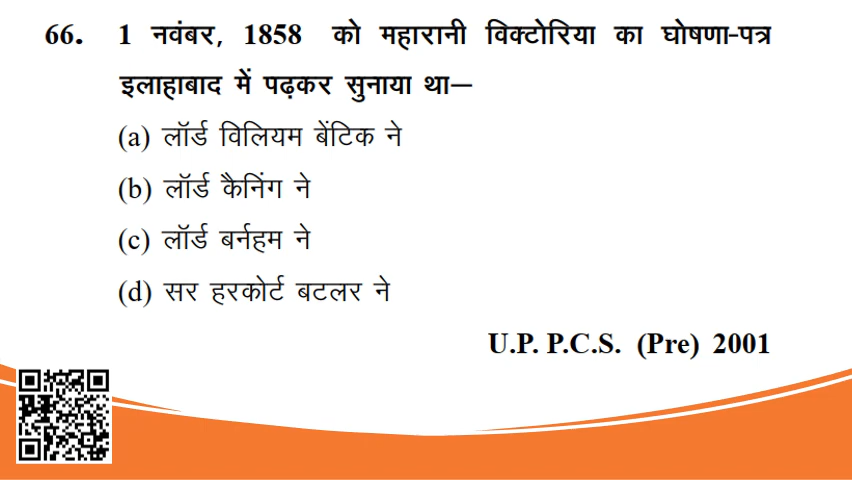 66. 1 नवंबर, 1858 को महारानी विक्टोरिया का घोषणा-पत्र
इलाहाबाद में पढ़कर सुनाया था—
(a) लॉर्ड विलियम बेंटिक ने
(b) लॉर्ड कैनिंग ने
(c) लॉर्ड बर्नहम ने
(d) सर हरकोर्ट बटलर ने
U.P. P.C.S. (Pre) 2001